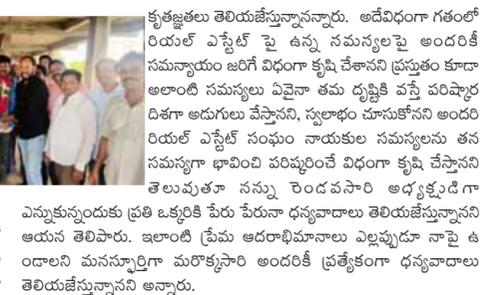 కృతజ్ఞతలు తెలియజేస్తున్నానన్నారు. అదేవిధంగా గతంలో
రియల్ ఎస్టేట్ పై ఉన్న సమస్యలపై అందరికీ
సమన్యాయం జరిగే విధంగా కృషి చేశానని ప్రస్తుతం కూడా
అలాంటి సమస్యలు ఏవైనా తమ దృష్టికి వస్తే పరిష్కార
దిశగా అడుగులు వేస్తానని, స్వలాభం చూసుకోనని అందరి
రియల్ ఎస్టేట్ సంఘం నాయకుల సమస్యలను తన
సమస్యగా భావించి పరిష్కరించే విధంగా కృషి చేస్తానని
తెలువుతూ నన్ను రెండవసారి అధ్యక్షుడిగా
ఎన్నుకున్నందుకు ప్రతి ఒక్కరికి పేరు పేరునా ధన్యవాదాలు తెలియజేస్తున్నానని
ఆయన తెలిపారు. ఇలాంటి ప్రేమ ఆదరాభిమానాలు ఎల్లప్పుడూ నాపై ఉ
ండాలని మనస్ఫూర్తిగా మరొక్కసారి అందరికీ ప్రత్యేకంగా ధన్యవాదాలు
తెలియజేస్తున్నానని అన్నారు.